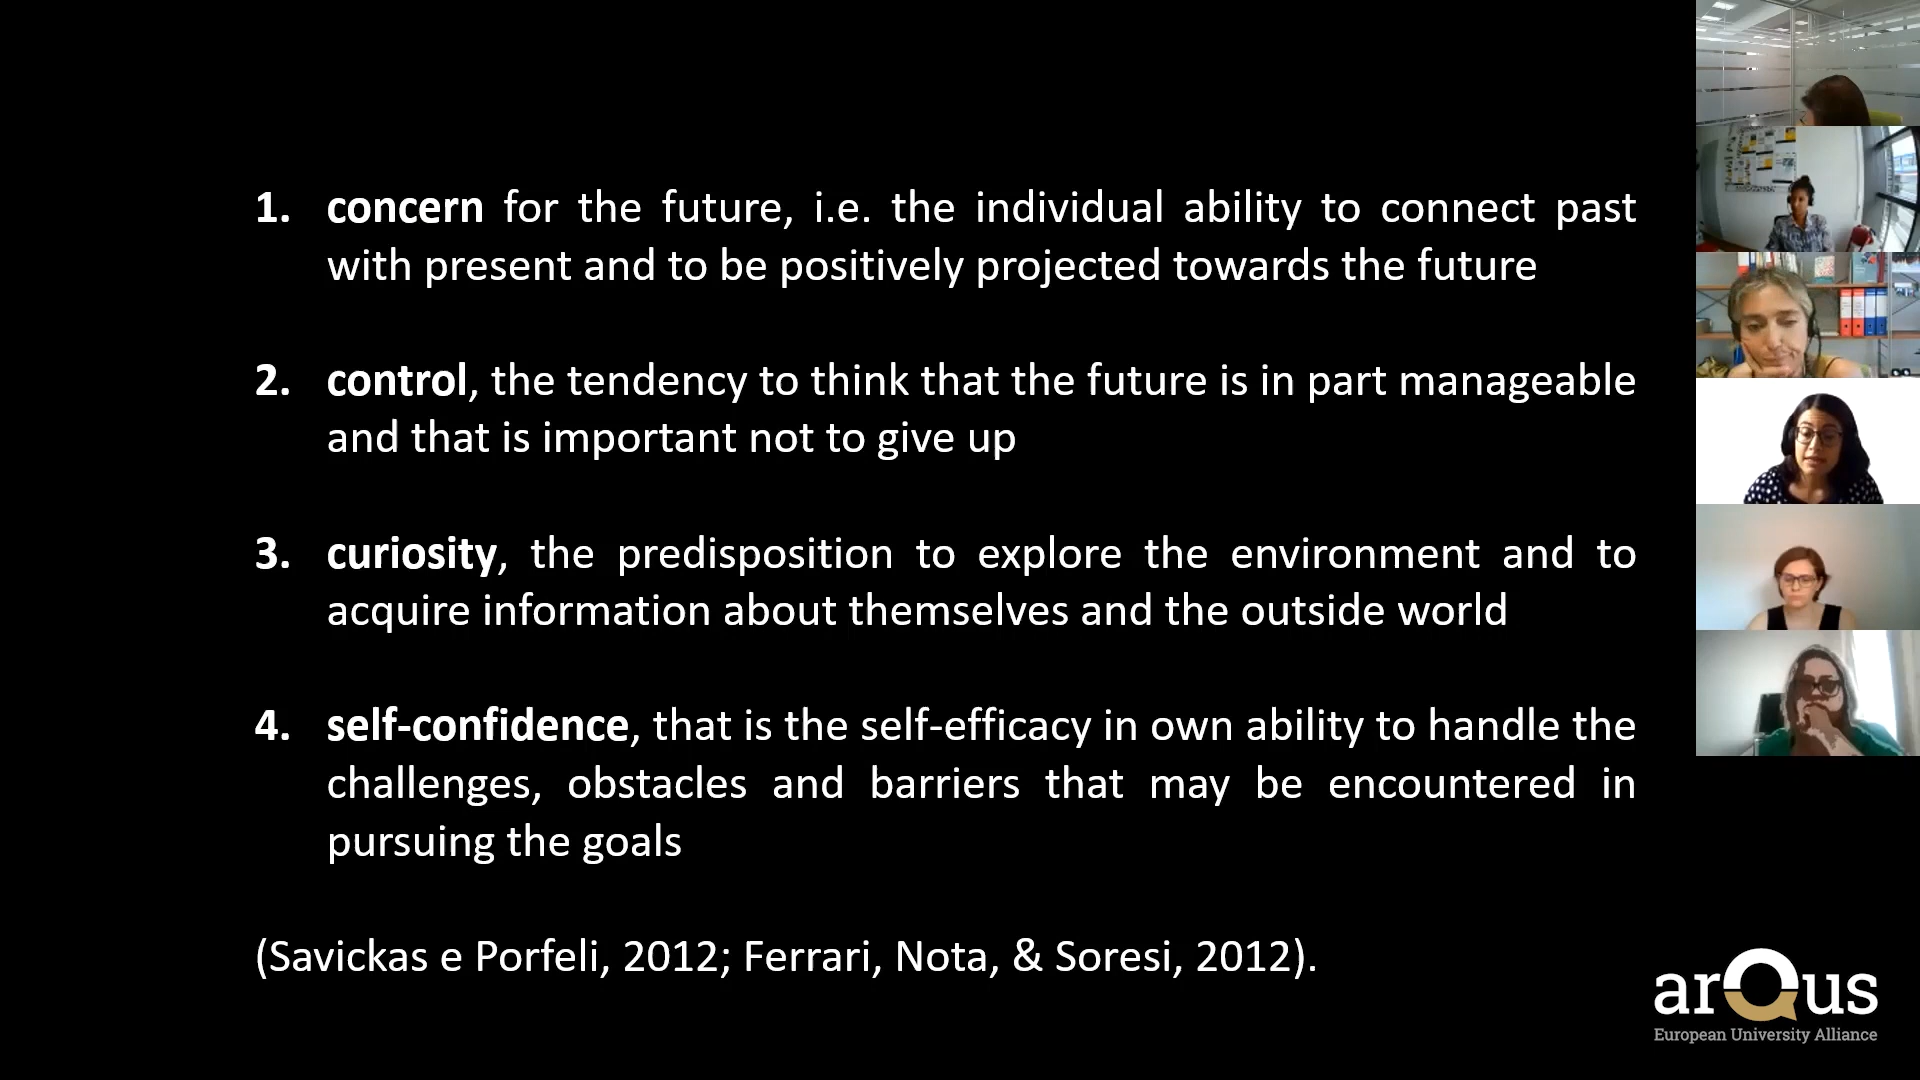 1. concern for the future, i.e. the individual ability to connect past
with present and to be positively projected towards the future
2. control, the tendency to think that the future is in part manageable
and that is important not to give up
3. curiosity, the predisposition to explore the environment and to
acquire information about themselves and the outside world
4. self-confidence, that is the self-efficacy in own ability to handle the
challenges, obstacles and barriers that may be encountered in
pursuing the goals
(Savickas e Porfeli, 2012; Ferrari, Nota, & Soresi, 2012).
arQus
European University Alliance